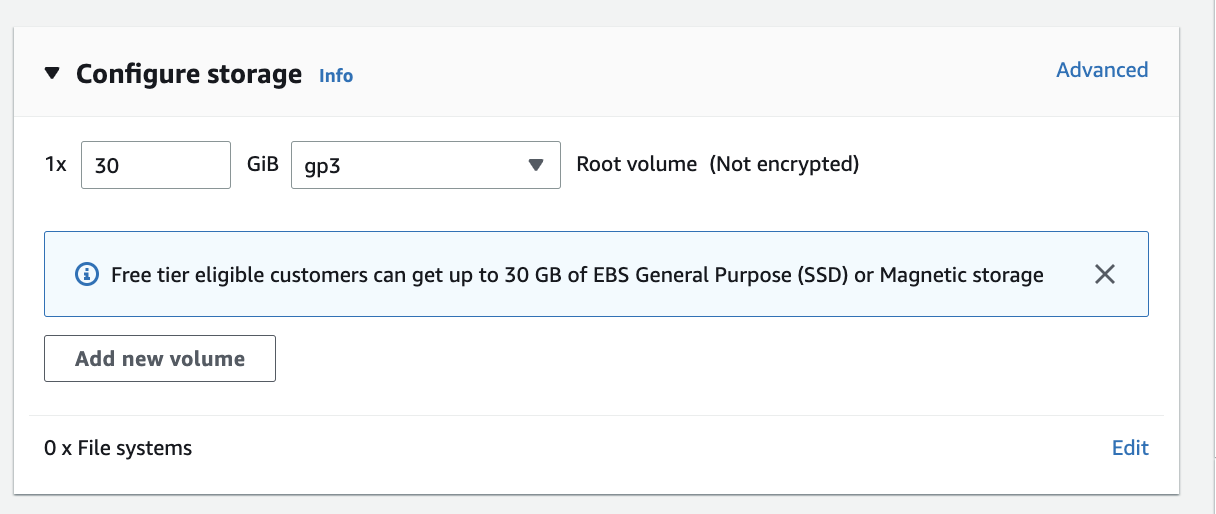 Configure storage Info Advanced
1x 30 GiB gp3 Root volume (Not encrypted)
Free tier eligible customers can get up to 30 GB of EBS General Purpose (SSD) or Magnetic storage
Add new volume
0 x File systems Edit